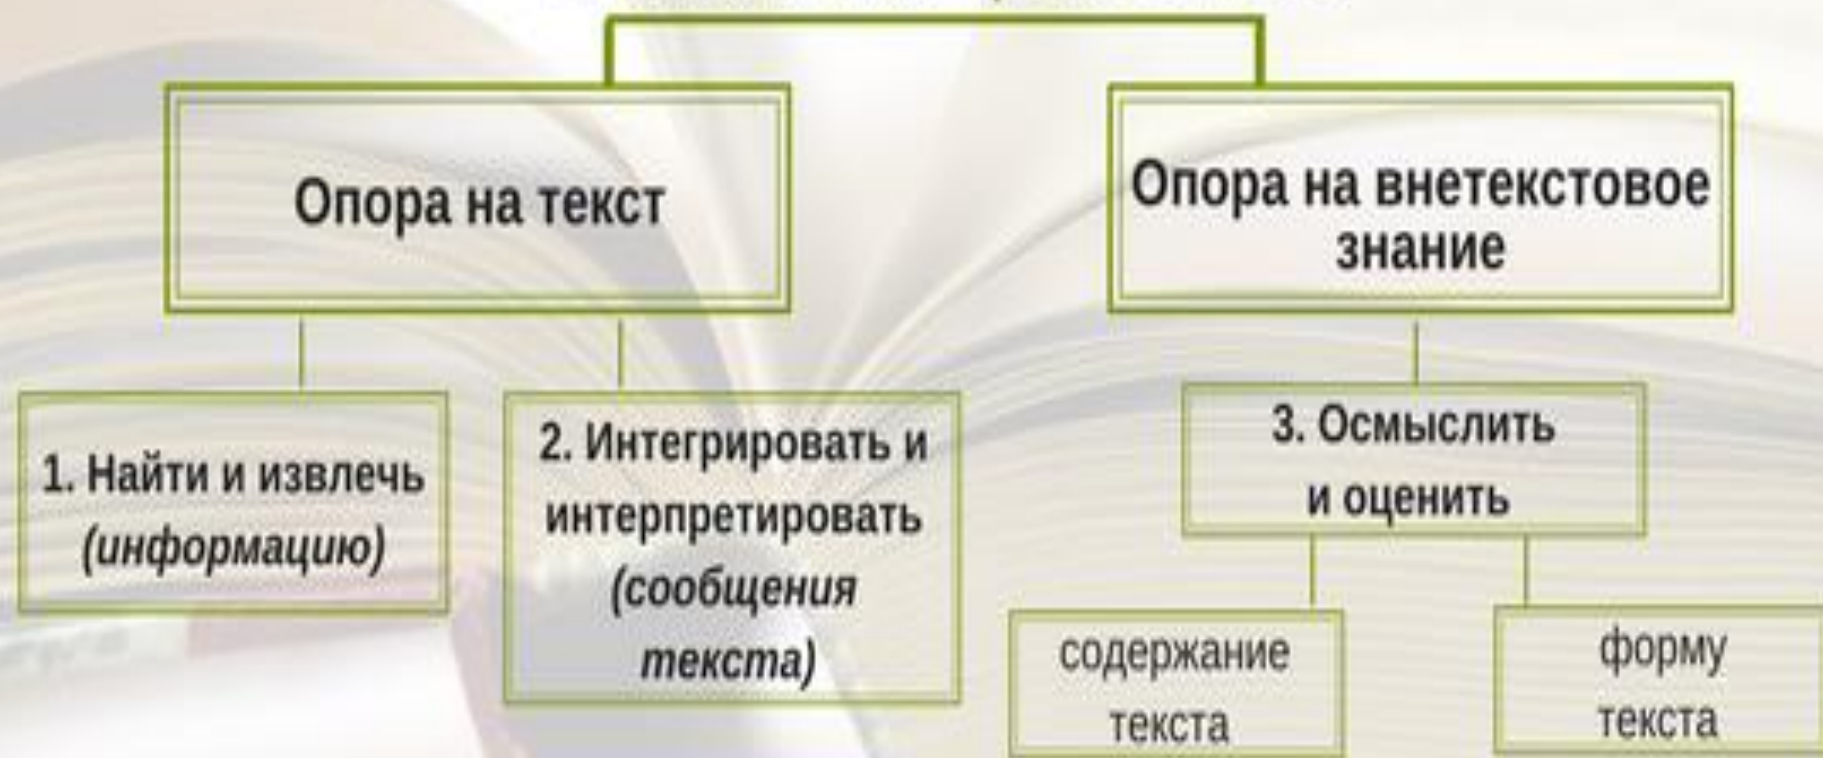 Опора на текст
Опора на внетекстовое
знание
1. Найти и извлечь
(информацию)
2. Интегрировать и
интерпретировать
(сообщения
текста)
3. Осмыслить
и оценить
содержание
текста
форму
текста